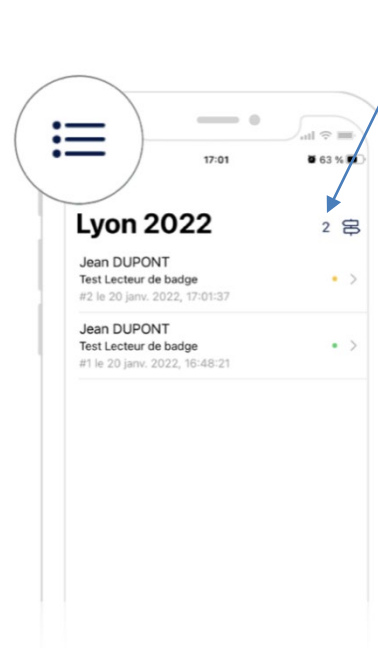 17:01
63 %
Lyon 2022
2
Jean DUPONT
Test Lecteur de badge
#2 le 20 janv. 2022, 17:01:37
Jean DUPONT
Test Lecteur de badge
#1 le 20 janv. 2022, 16:48:21